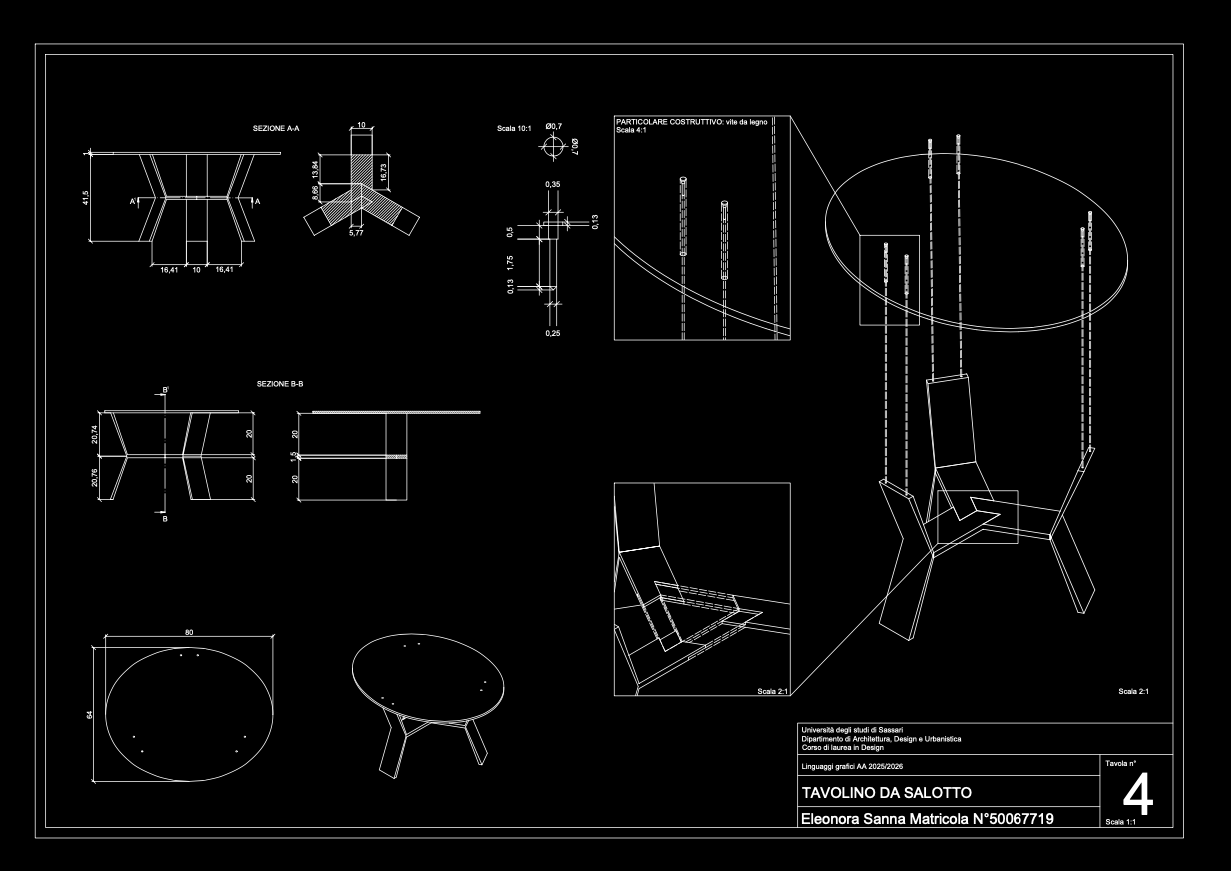 SEZIONE A-A
41,5
A'
A
16,41
10
16,41
10
13,84
8,66
16,73
5,77
Scala 10:1
Ø0,7
Ø0,7
0,35
0,13
0,5
1,75
0,13
0,25
PARTICOLARE COSTRUTTIVO: vite da legno
Scala 4:1
SEZIONE B-B
B'
20,74
20,76
20
20
B
20
1,5
20
80
64
Scala 2:1
Scala 2:1
Università degli studi di Sassari
Dipartimento di Architettura, Design e Urbanistica
Corso di laurea in Design
Linguaggi grafici AA 2025/2026
TAVOLINO DA SALOTTO
Eleonora Sanna Matricola N°50067719
Tavola n°
4
Scala 1:1